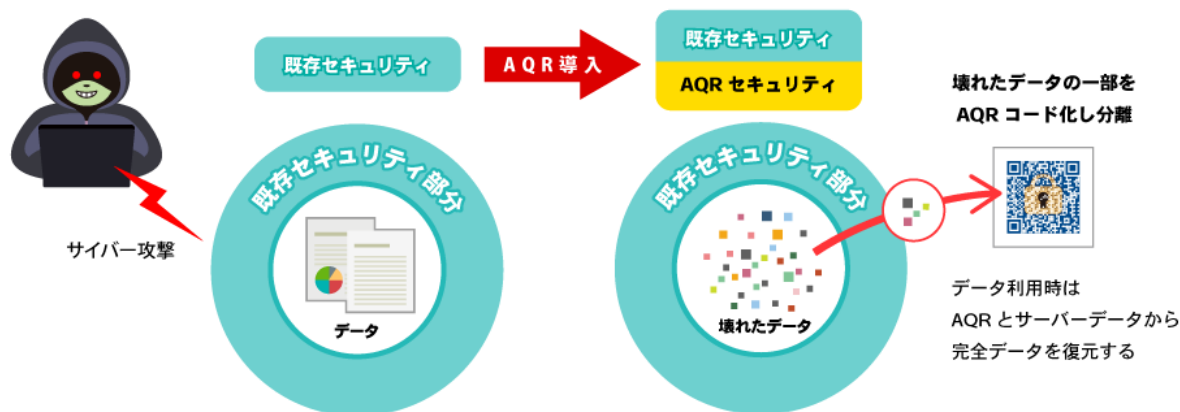 既存セキュリティ
AQR導入
既存セキュリティ
AQR セキュリティ
サイバー攻撃
既存セキュリティ部分
データ
既存セキュリティ部分
壊れたデータ
壊れたデータの一部を
AQR コード化し分離
データ利用時は
AQR とサーバーデータから
完全データを復元する